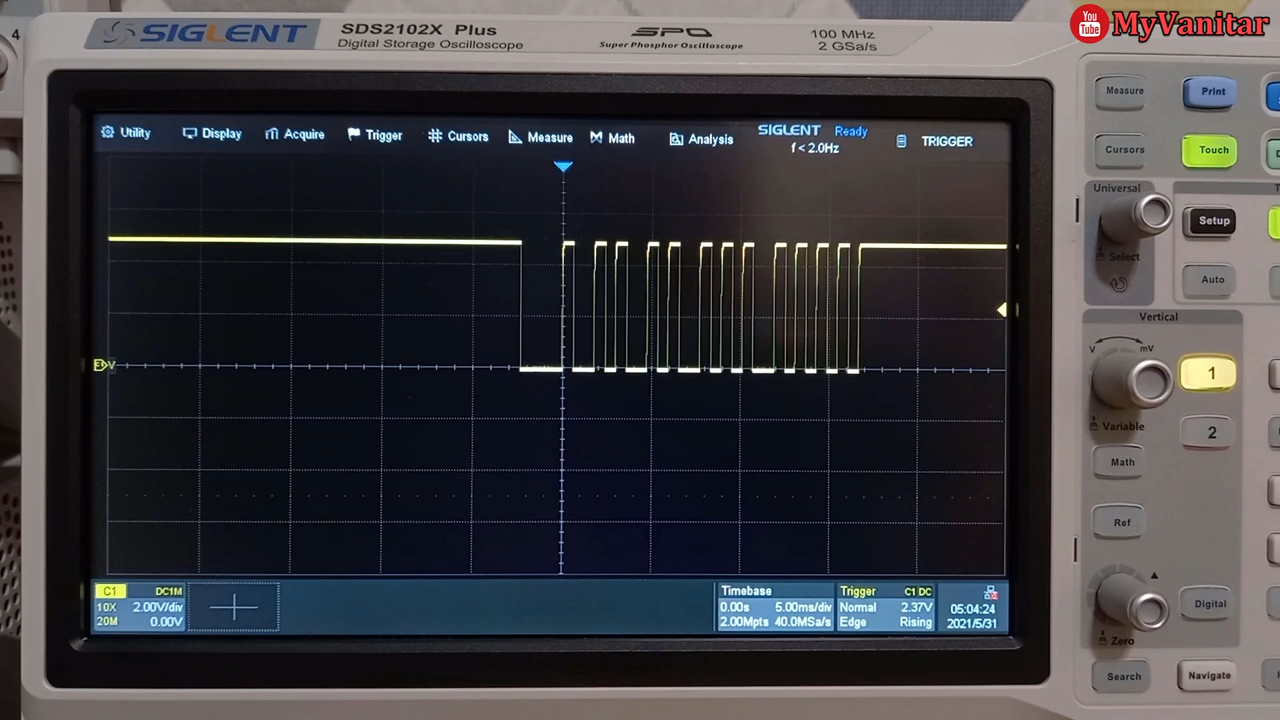 You
Tube
MyVanitar
4
SIGLENT
SDS2102X Plus
Digital Storage Oscilloscope
SPO
Super Phosphor Oscilloscope
100 MHz
2 GSa/s
Measure
Print
Utility
Display
Acquire
Trigger
Cursors
Measure
Math
Analysis
SIGLENT
Ready
f < 2.0Hz
TRIGGER
Cursors
Touch
Universal
Setup
Select
Auto
Vertical
V
mV
1
Variable
2
Math
Ref
Digital
Zero
Search
Navigate
C1
DC1M
10X
2.00V/div
20M
0.00V
Timebase
0.00s
5.00ms/div
2.00Mpts
40.0MSa/s
Trigger
C1 DC
Normal
2.37V
Edge
Rising
05:04:24
2021/5/31